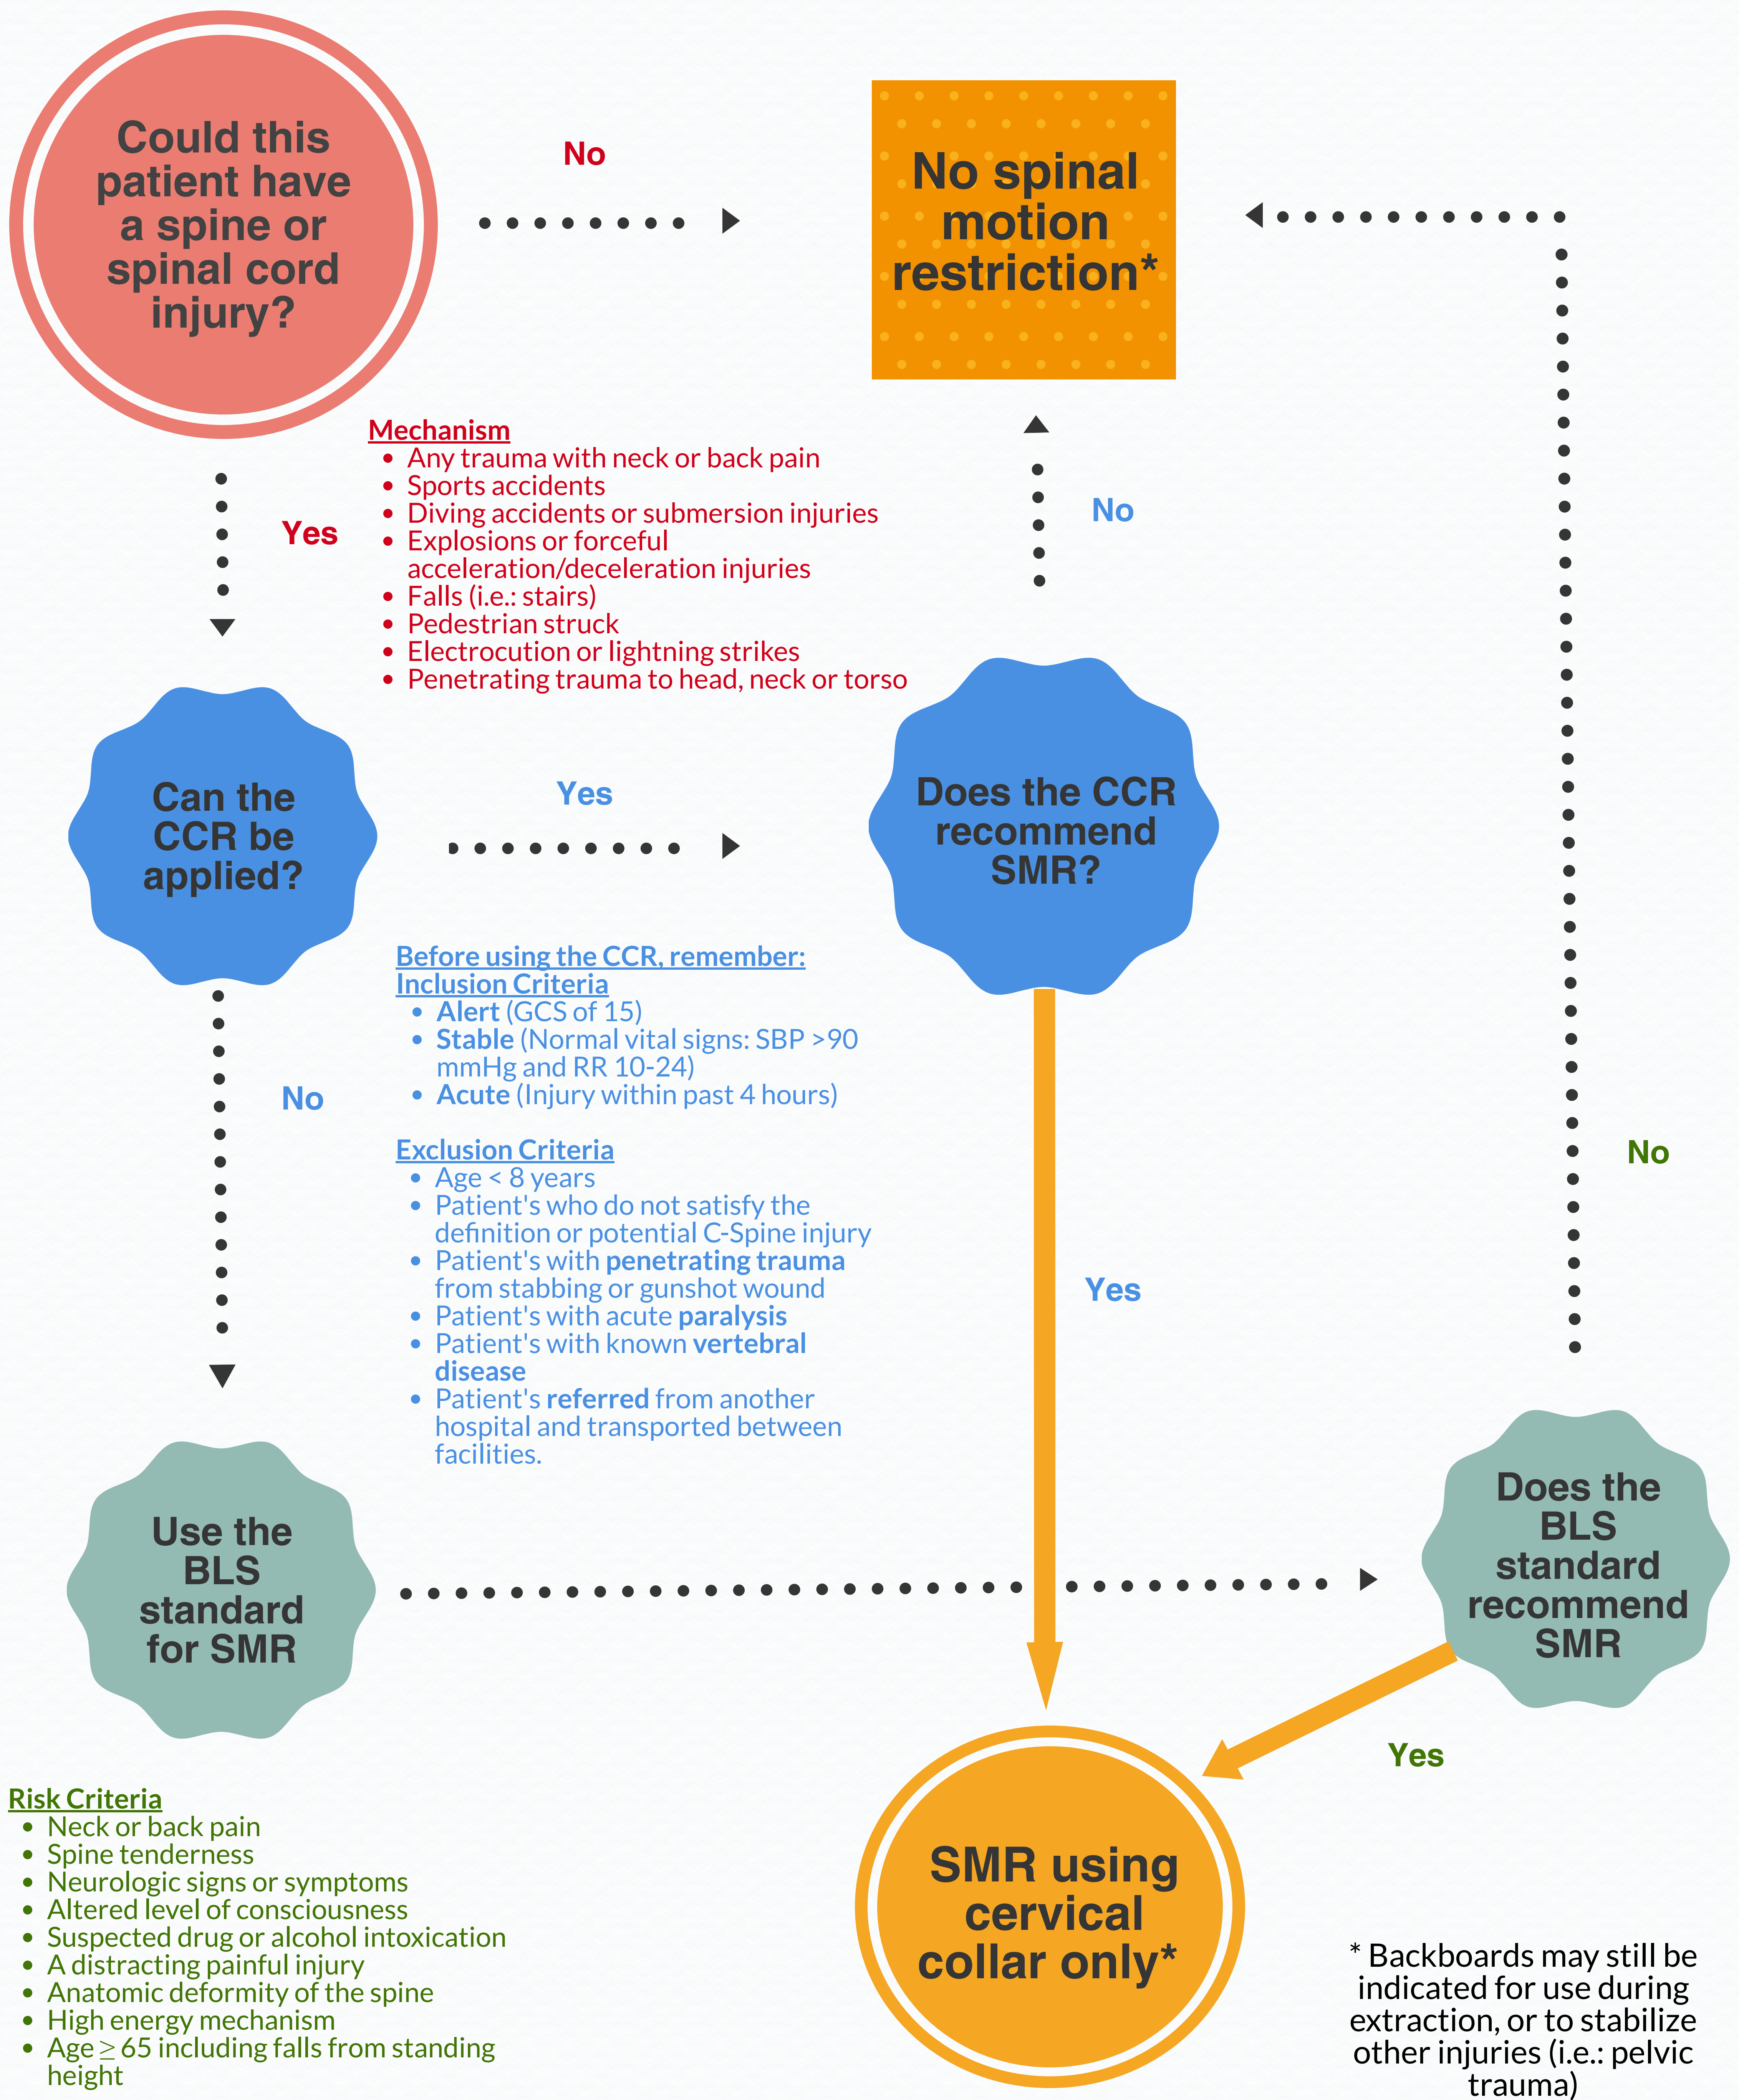 Could this
patient have
a spine or
spinal cord
injury?
No
No spinal
motion
restriction*
Yes
Mechanism
• Any trauma with neck or back pain
• Sports accidents
• Diving accidents or submersion injuries
• Explosions or forceful
acceleration/deceleration injuries
• Falls (i.e.: stairs)
• Pedestrian struck
• Electrocution or lightning strikes
• Penetrating trauma to head, neck or torso
No
Can the
CCR be
applied?
Yes
Does the CCR
recommend
SMR?
Before using the CCR, remember:
Inclusion Criteria
• Alert (GCS of 15)
• Stable (Normal vital signs: SBP >90
mmHg and RR 10-24)
• Acute (Injury within past 4 hours)
Exclusion Criteria
• Age < 8 years
• Patient's who do not satisfy the
definition or potential C-Spine injury
• Patient's with penetrating trauma
from stabbing or gunshot wound
• Patient's with acute paralysis
• Patient's with known vertebral
disease
• Patient's referred from another
hospital and transported between
facilities.
No
Yes
No
Use the
BLS
standard
for SMR
Does the
BLS
standard
recommend
SMR
Yes
Risk Criteria
• Neck or back pain
• Spine tenderness
• Neurologic signs or symptoms
• Altered level of consciousness
• Suspected drug or alcohol intoxication
• A distracting painful injury
• Anatomic deformity of the spine
• High energy mechanism
• Age ≥ 65 including falls from standing
height
SMR using
cervical
collar only*
* Backboards may still be
indicated for use during
extraction, or to stabilize
other injuries (i.e.: pelvic
trauma)